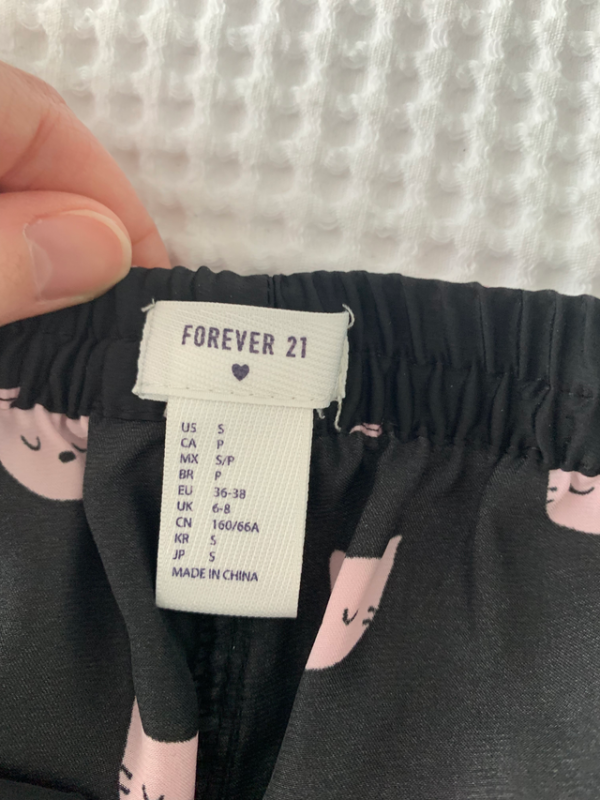 FOREVER 21
US S
CA P
MX S/P
BR P
EU 36-38
UK 6-8
CN 160/66A
KR S
JP S
MADE IN CHINA